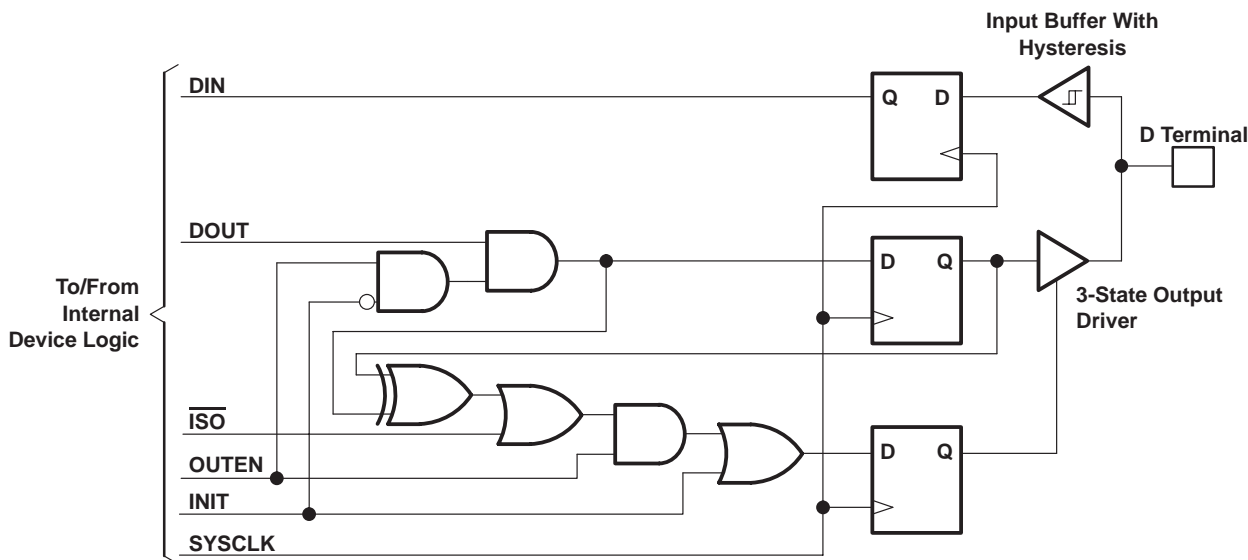 Input Buffer With
Hysteresis
DIN
Q D
D Terminal
DOUT
D Q
To/From
Internal
Device Logic
3-State Output
Driver
ISO
OUTEN
D Q
INIT
SYSCLK